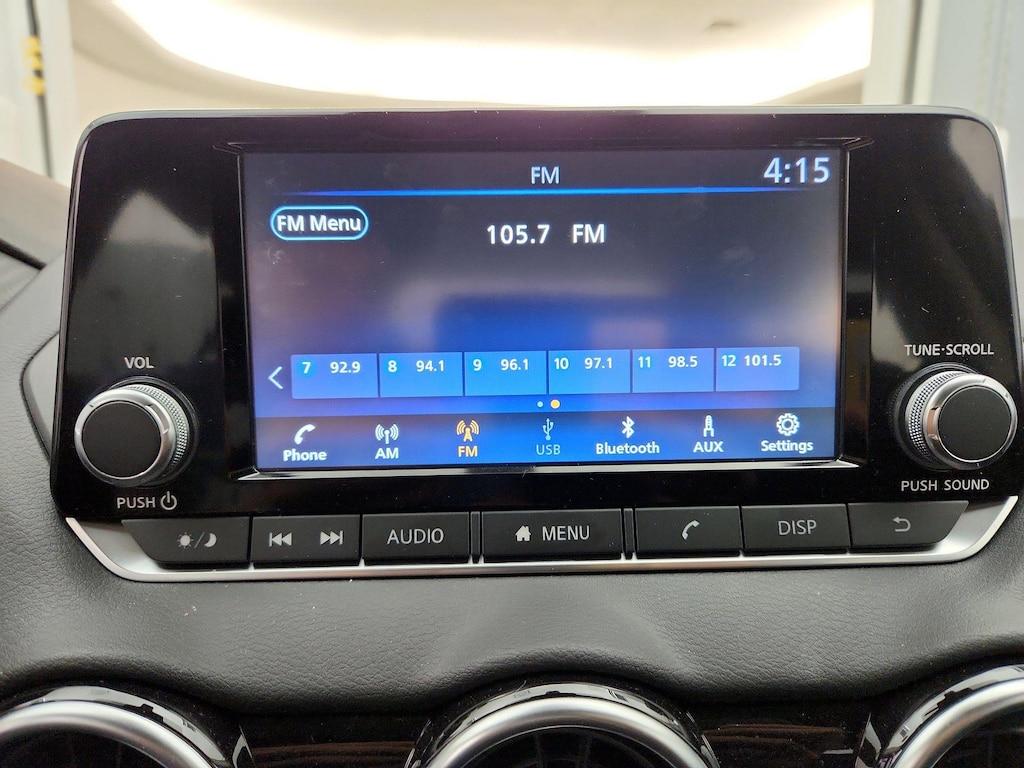 FM 4:15
FM Menu
105.7 FM
7 92.9 8 94.1 9 96.1 10 97.1 11 98.5 12 101.5
Phone AM FM USB Bluetooth AUX Settings
VOL
PUSH
TUNE·SCROLL
PUSH SOUND
AUDIO MENU DISP